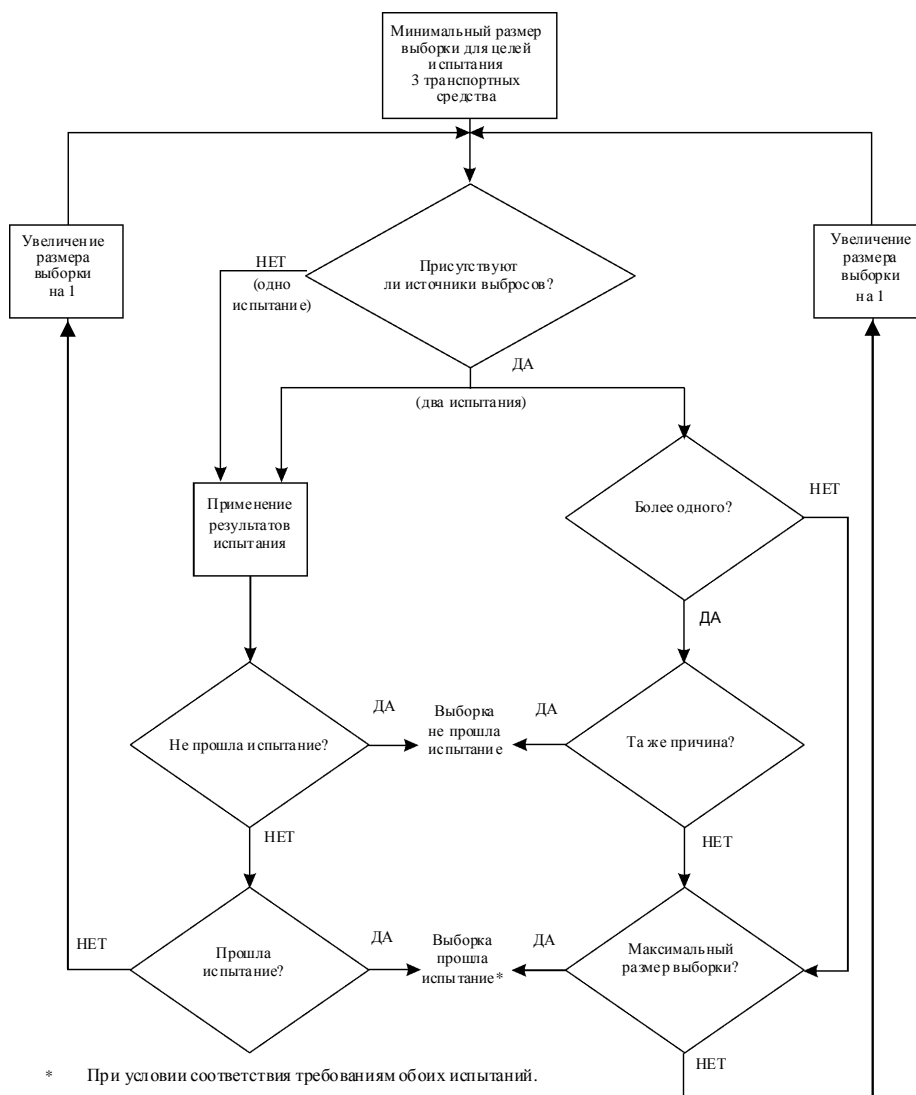 Минимальный размер
выборки для целей
испытания
3 транспортных
средства
Увеличение
размера
выборки
на 1
Увеличение
размера
выборки
на 1
НЕТ
(одно
испытание)
Присутствуют
ли источники выбросов?
ДА
(два испытания)
Применение
результатов
испытания
Более одного?
НЕТ
ДА
Не прошла испытание?
ДА
Выборка
не прошла
испытание
ДА
Та же причина?
НЕТ
НЕТ
НЕТ
Прошла
испытание?
ДА
Выборка
прошла
испытание*
ДА
Максимальный
размер выборки?
НЕТ
* При условии соответствия требованиям обоих испытаний.